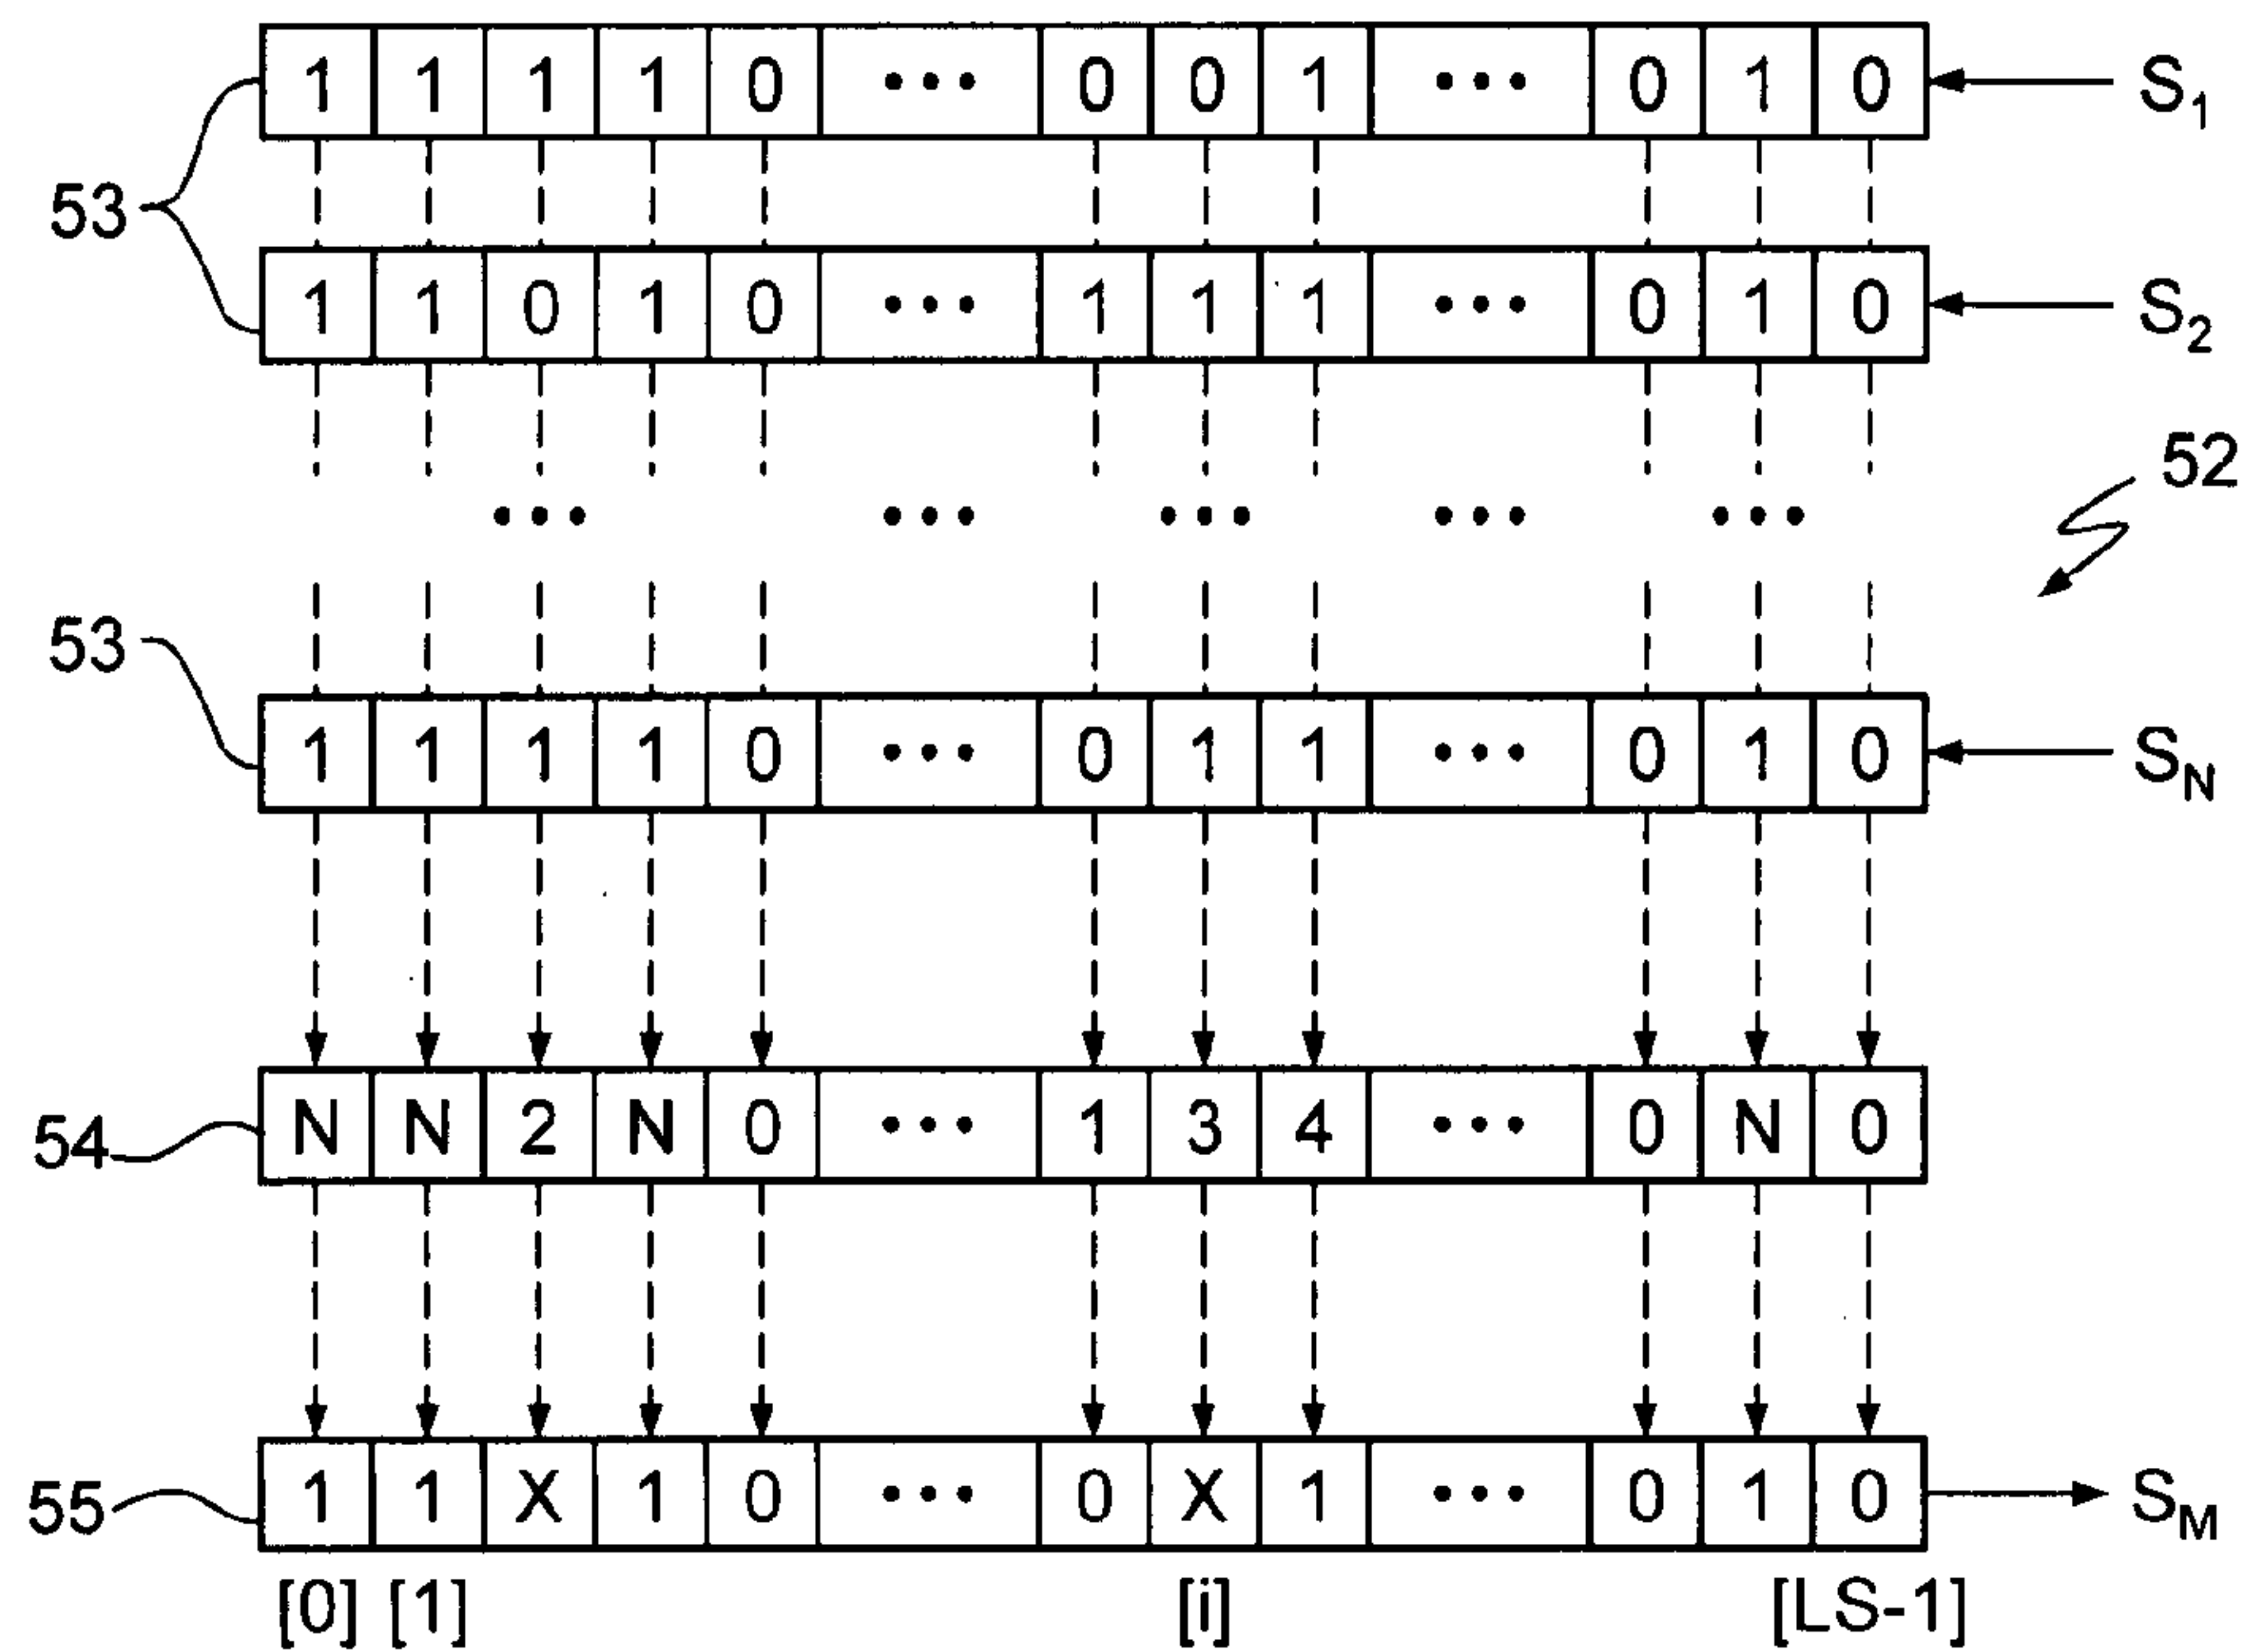 1 1 1 1 0 ••• 0 0 1 ••• 0 1 0 S1
53
1 1 0 1 0 ••• 1 1 1 ••• 0 1 0 S2
52
••• ••• ••• ••• •••
53
1 1 1 1 0 ••• 0 1 1 ••• 0 1 0 SN
54 N N 2 N 0 ••• 1 3 4 ••• 0 N 0
55 1 1 X 1 0 ••• 0 X 1 ••• 0 1 0 SM
[0] [1] [i] [LS-1]